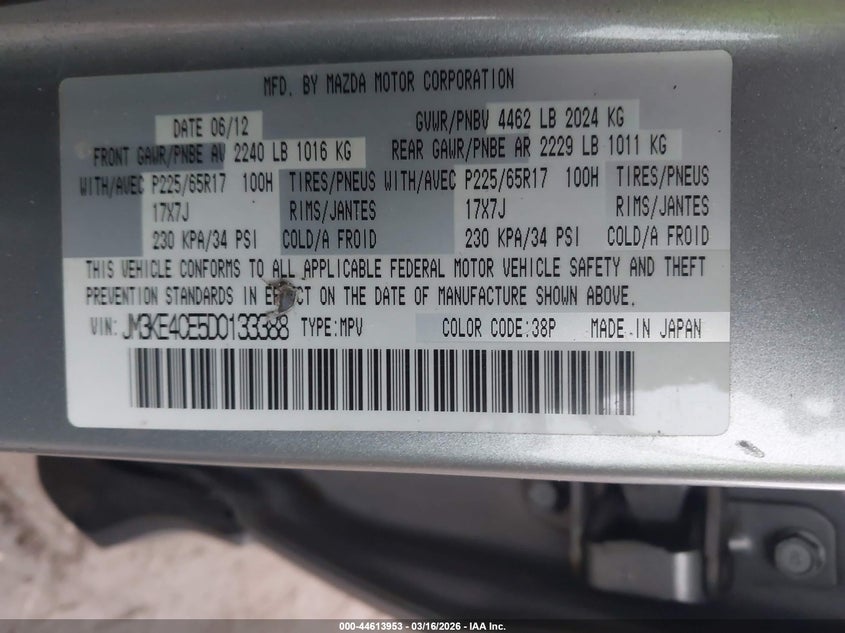 MFD. BY MAZDA MOTOR CORPORATION
DATE 06/12 GVWR/PNBV 4462 LB 2024 KG
FRONT GAWR/PNBE AV 2240 LB 1016 KG REAR GAWR/PNBE AR 2229 LB 1011 KG
WITH/AVEC P225/65R17 100H TIRES/PNEUS WITH/AVEC P225/65R17 100H TIRES/PNEUS
17X7J RIMS/JANTES 17X7J RIMS/JANTES
230 KPA/34 PSI COLD/A FROID 230 KPA/34 PSI COLD/A FROID
THIS VEHICLE CONFORMS TO ALL APPLICABLE FEDERAL MOTOR VEHICLE SAFETY AND THEFT
PREVENTION STANDARDS IN EFFECT ON THE DATE OF MANUFACTURE SHOWN ABOVE.
VIN: JM3KE4CE5D0133388 TYPE:MPV COLOR CODE:38P MADE IN JAPAN
000-44613953 - 03/16/2026 - IAA Inc.